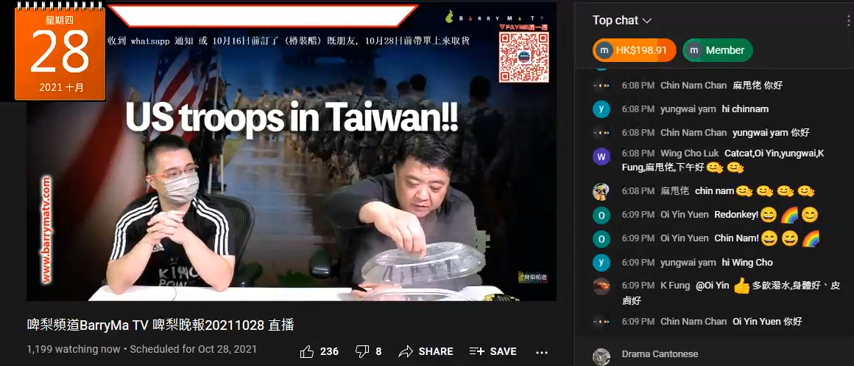 星期四
28
2021 十月
BARRYMATV
收到 whatsapp 通知 或 10月16日前訂了（樽裝醋）既朋友，10月28日前帶單上來取貨
US troops in Taiwan!!
www.barrymatv.com
啤梨頻道BarryMa TV 啤梨晚報20211028 直播
1,199 watching now • Scheduled for Oct 28, 2021
236
8
SHARE
SAVE
Top chat
m HK$198.91
m Member
6:08 PM Chin Nam Chan 麻甩佬 你好
y 6:08 PM yungwai yam hi chinnam
6:08 PM Chin Nam Chan yungwai yam 你好
W 6:08 PM Wing Cho Luk Catcat,Oi Yin,yungwai,K
Fung,麻甩佬,下午好
6:08 PM 麻甩佬 chin nam
O 6:09 PM Oi Yin Yuen Redonkey!
O 6:09 PM Oi Yin Yuen Chin Nam!
y 6:09 PM yungwai yam hi Wing Cho
6:09 PM K Fung @Oi Yin 多飲湯水,身體好、皮
膚好
6:09 PM Chin Nam Chan Oi Yin Yuen 你好
Drama Cantonese